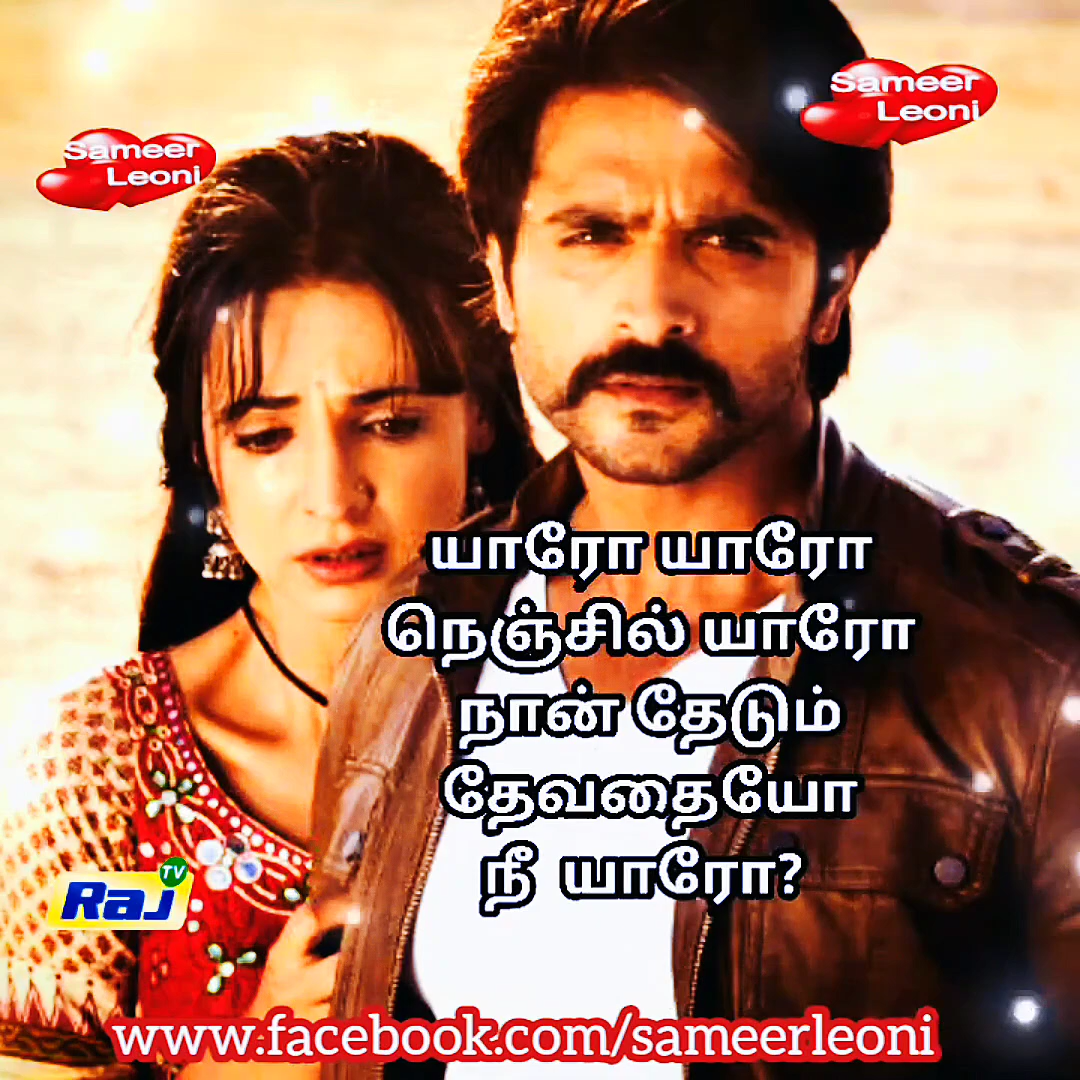 Sameer
Leoni
Sameer
Leoni
யாரோ யாரோ
நெஞ்சில் யாரோ
நான் தேடும்
தேவதையோ
நீ யாரோ?
Raj TV
www.facebook.com/sameerleoni